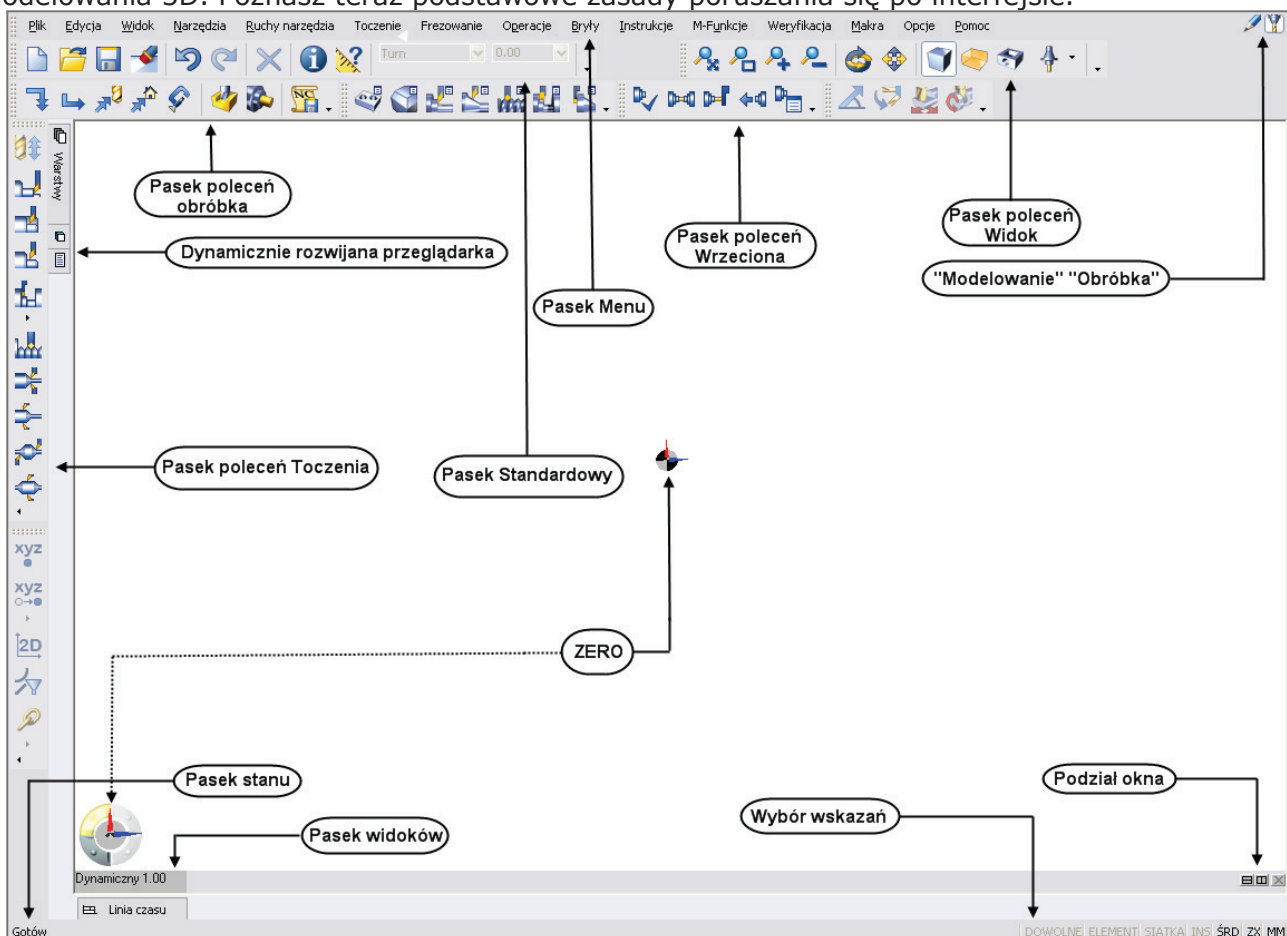 odelowania 3D. Poznasz teraz podstawowe zasady poruszania się po interfejsie.
Plik Edycja Widok Narzędzia Ruchy narzędzia Toczenie Frezowanie Operacje Bryły Instrukcje M-Funkcje Weryfikacja Makra Opcje Pomoc
Turn 0.00
NC
Warstwy
Pasek poleceń
obróbka
Dynamicznie rozwijana przeglądarka
Pasek poleceń
Wrzeciona
Pasek poleceń
Widok
"Modelowanie" "Obróbka"
Pasek Menu
Pasek poleceń Toczenia
Pasek Standardowy
xyz
xyz
2D
ZERO
Pasek stanu
Podział okna
Wybór wskazań
Pasek widoków
Dynamiczny 1.00
Linia czasu
Gotów
DOWOLNE ELEMENT SIATKA INS ŚRD ZX MM